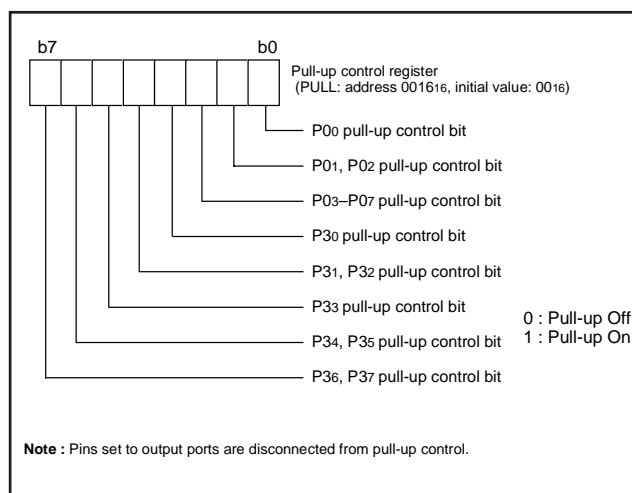 b7 b0
Pull-up control register
(PULL: address 001616, initial value: 0016)
P00 pull-up control bit
P01, P02 pull-up control bit
P03–P07 pull-up control bit
P30 pull-up control bit
P31, P32 pull-up control bit
P33 pull-up control bit
P34, P35 pull-up control bit
P36, P37 pull-up control bit
0 : Pull-up Off
1 : Pull-up On
Note : Pins set to output ports are disconnected from pull-up control.